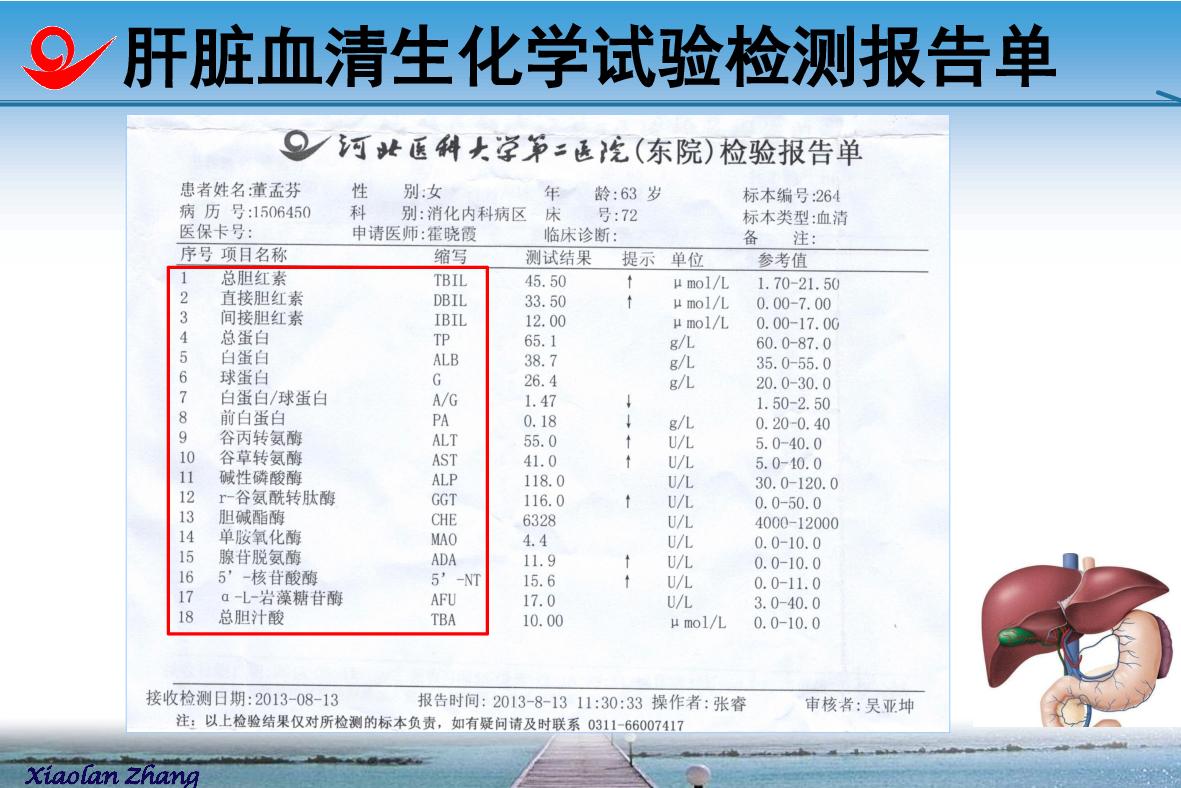 肝脏血清生化学试验检测报告单
河北医科大学第二医院(东院)检验报告单
患者姓名:董孟芬 性 别:女 年 龄:63 岁 标本编号:264
病 历 号:1506450 科 别:消化内科病区 床 号:72 标本类型:血清
医保卡号: 申请医师:霍晓霞 临床诊断: 备 注:
序号 项目名称 缩写 测试结果 提示 单位 参考值
1 总胆红素 TBIL 45.50 ↑ μmol/L 1.70-21.50
2 直接胆红素 DBIL 33.50 ↑ μmol/L 0.00-7.00
3 间接胆红素 IBIL 12.00 μmol/L 0.00-17.00
4 总蛋白 TP 65.1 g/L 60.0-87.0
5 白蛋白 ALB 38.7 g/L 35.0-55.0
6 球蛋白 G 26.4 g/L 20.0-30.0
7 白蛋白/球蛋白 A/G 1.47 ↓ 1.50-2.50
8 前白蛋白 PA 0.18 ↓ g/L 0.20-0.40
9 谷丙转氨酶 ALT 55.0 ↑ U/L 5.0-40.0
10 谷草转氨酶 AST 41.0 ↑ U/L 5.0-40.0
11 碱性磷酸酶 ALP 118.0 U/L 30.0-120.0
12 r-谷氨酰转肽酶 GGT 116.0 ↑ U/L 0.0-50.0
13 胆碱酯酶 CHE 6328 U/L 4000-12000
14 单胺氧化酶 MAO 4.4 U/L 0.0-10.0
15 腺苷脱氨酶 ADA 11.9 ↑ U/L 0.0-10.0
16 5'-核苷酸酶 5'-NT 15.6 ↑ U/L 0.0-11.0
17 α-L-岩藻糖苷酶 AFU 17.0 U/L 3.0-40.0
18 总胆汁酸 TBA 10.00 μmol/L 0.0-10.0
接收检测日期:2013-08-13 报告时间: 2013-8-13 11:30:33 操作者:张睿 审核者:吴亚坤
注: 以上检验结果仅对所检测的标本负责, 如有疑问请及时联系 0311-66007417
Xiaolan Zhang